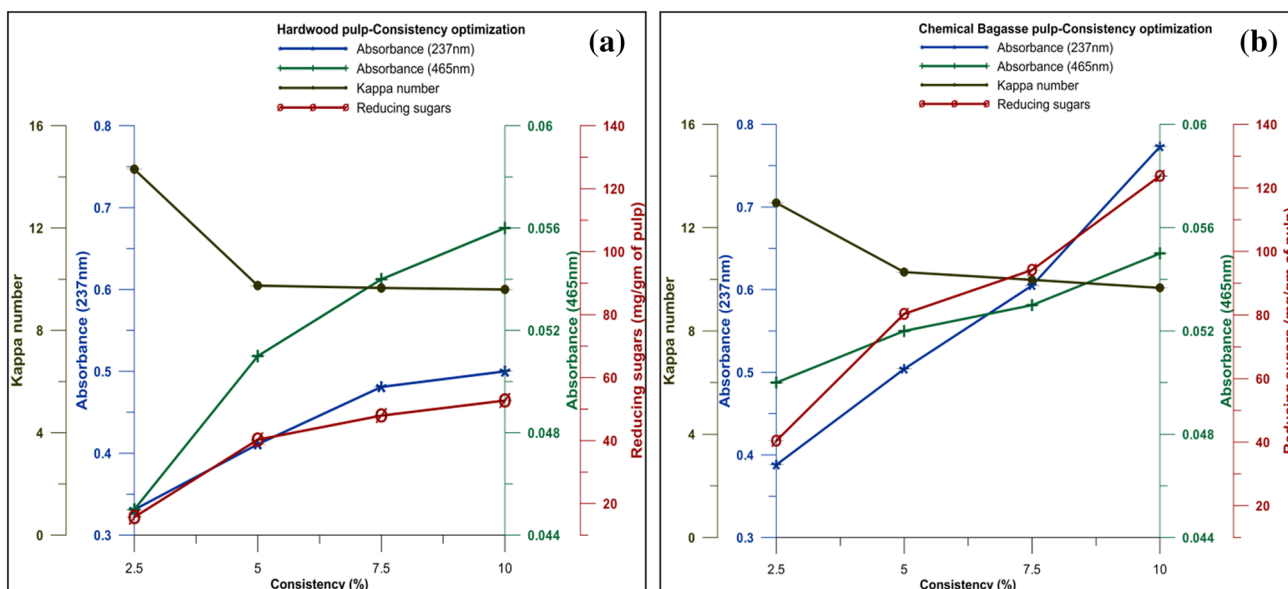 Hardwood pulp-Consistency optimization
(a)
Absorbance (237nm)
Absorbance (465nm)
Kappa number
Reducing sugars
16
12
8
4
0
Kappa number
0.8
0.7
0.6
0.5
0.4
0.3
Absorbance (237nm)
0.06
0.056
0.052
0.048
0.044
Absorbance (465nm)
140
120
100
80
60
40
20
Reducing sugars (mg/gm of pulp)
2.5 5 7.5 10
Consistency (%)
Chemical Bagasse pulp-Consistency optimization
(b)
Absorbance (237nm)
Absorbance (465nm)
Kappa number
Reducing sugars
16
12
8
4
0
Kappa number
0.8
0.7
0.6
0.5
0.4
0.3
Absorbance (237nm)
0.06
0.056
0.052
0.048
0.044
Absorbance (465nm)
140
120
100
80
60
40
20
2.5 5 7.5 10
Consistency (%)